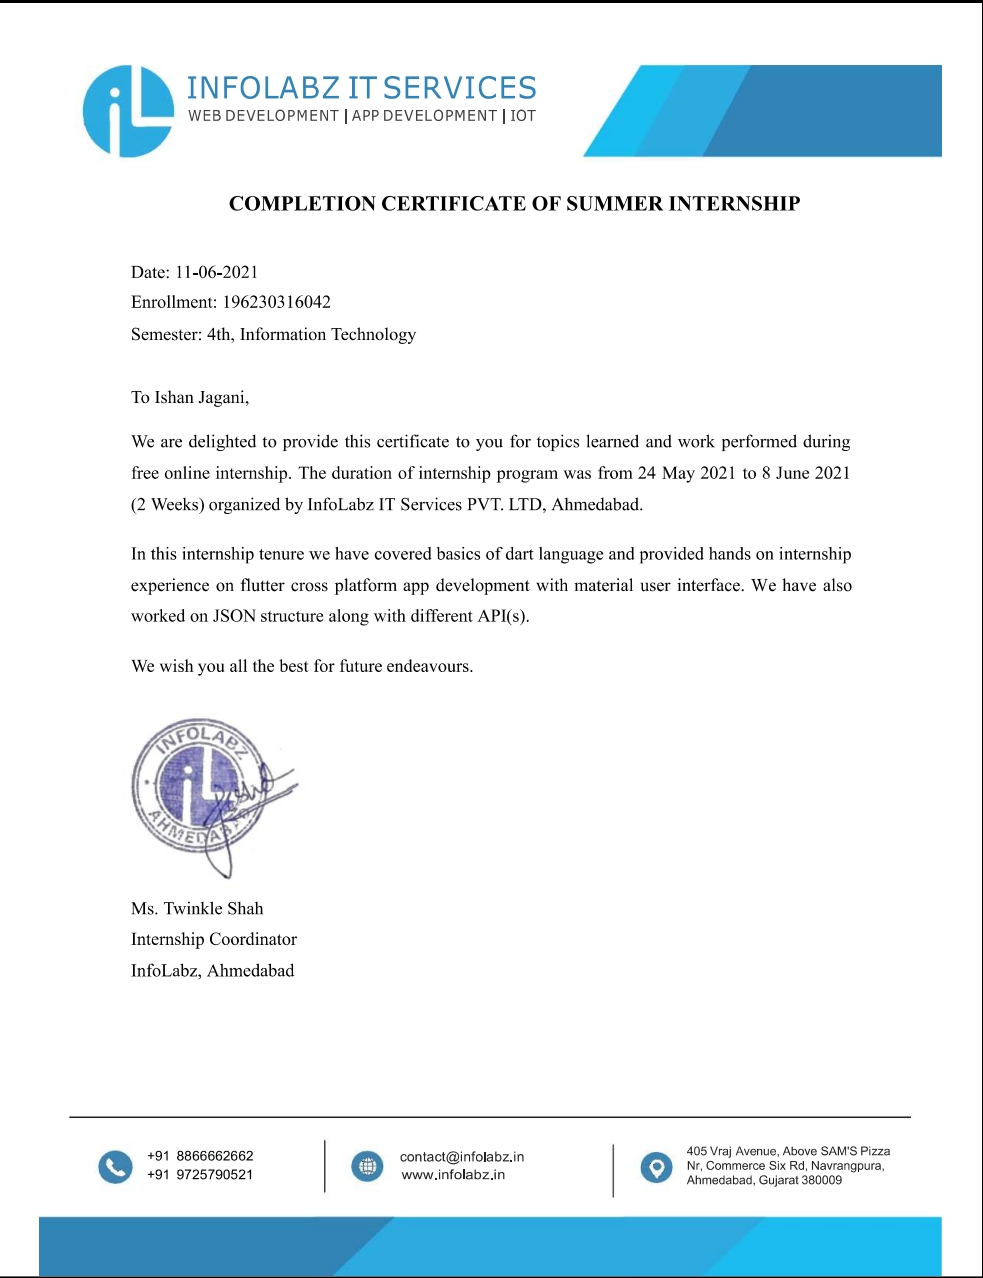 INFOLABZ IT SERVICES
WEB DEVELOPMENT | APP DEVELOPMENT | IOT
COMPLETION CERTIFICATE OF SUMMER INTERNSHIP
Date: 11-06-2021
Enrollment: 196230316042
Semester: 4th, Information Technology
To Ishan Jagani,
We are delighted to provide this certificate to you for topics learned and work performed during
free online internship. The duration of internship program was from 24 May 2021 to 8 June 2021
(2 Weeks) organized by InfoLabz IT Services PVT. LTD, Ahmedabad.
In this internship tenure we have covered basics of dart language and provided hands on internship
experience on flutter cross platform app development with material user interface. We have also
worked on JSON structure along with different API(s).
We wish you all the best for future endeavours.
INFOLABZ
AHMEDABAD
Ms. Twinkle Shah
Internship Coordinator
InfoLabz, Ahmedabad
+91 8866662662
+91 9725790521
contact@infolabz.in
www.infolabz.in
405 Vraj Avenue, Above SAM'S Pizza
Nr, Commerce Six Rd, Navrangpura,
Ahmedabad, Gujarat 380009